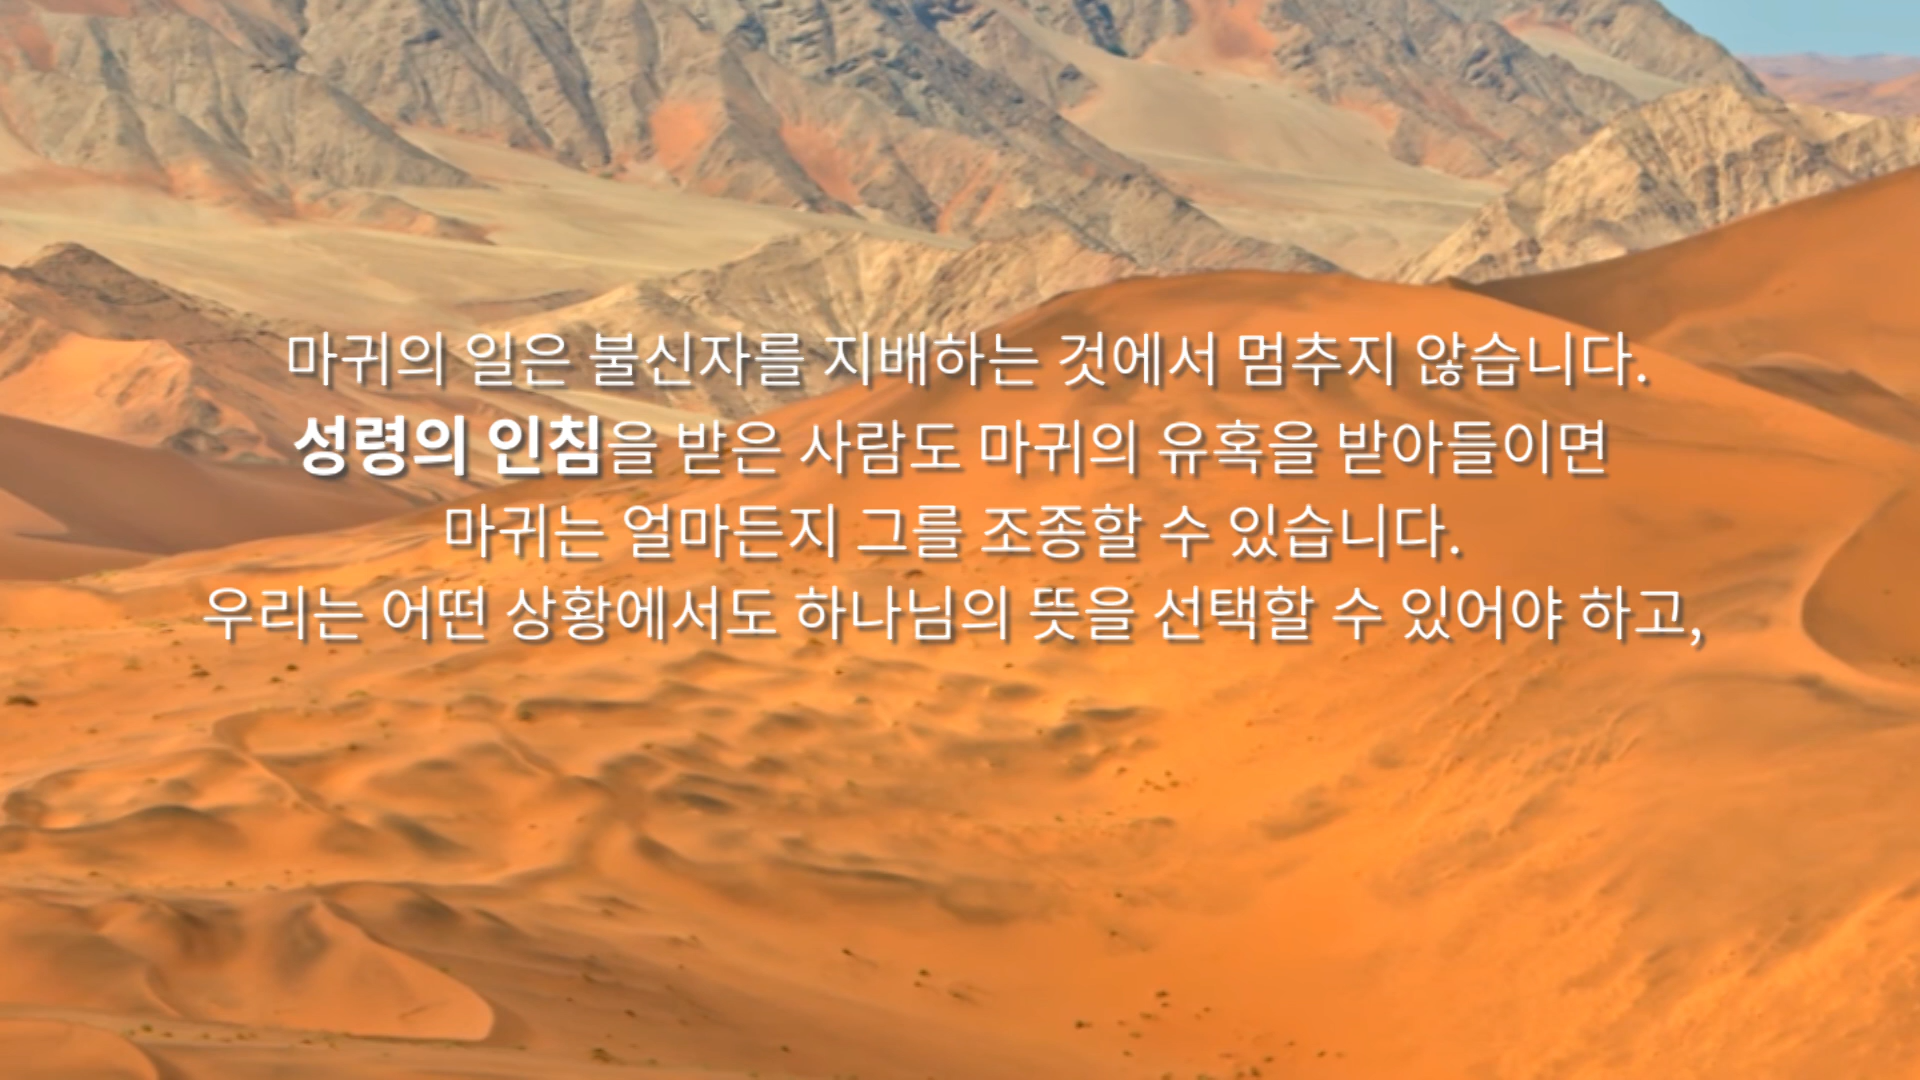 마귀의 일은 불신자를 지배하는 것에서 멈추지 않습니다.
성령의 인침을 받은 사람도 마귀의 유혹을 받아들이면
마귀는 얼마든지 그를 조종할 수 있습니다.
우리는 어떤 상황에서도 하나님의 뜻을 선택할 수 있어야 하고,